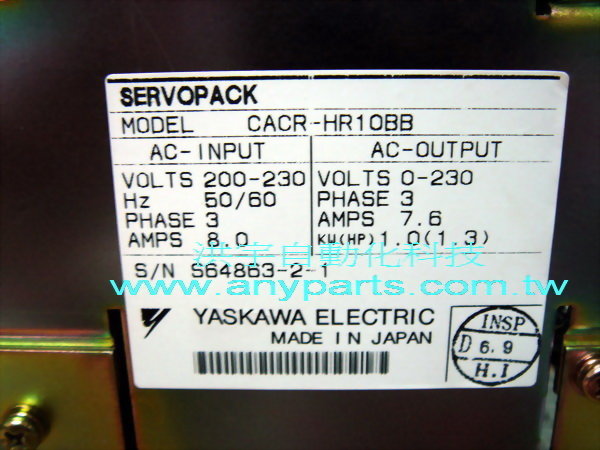 SERVOPACK
MODEL CACR-HR10BB
AC-INPUT AC-OUTPUT
VOLTS 200-230 VOLTS 0-230
Hz 50/60 PHASE 3
PHASE 3 AMPS 7.6
AMPS 8.0 KW(HP) 1.0(1.3)
洪宇自動化科技
S/N S64863-2-1
www.anyparts.com.tw
YASKAWA ELECTRIC
MADE IN JAPAN
INSP
D 6.9
H.I